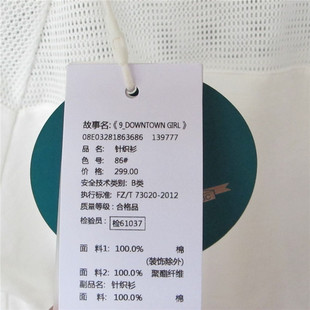 故事名:《9_DOWNTOWN GIRL》
08E03281863686 139777
品 名: 针织衫
色 号: 86#
价 格: 299.00
安全技术类别: B类
执行标准: FZ/T 73020-2012
质量等级: 合格品
检验员: 检61037
面 料1: 100.0% 棉
(装饰除外)
面 料2: 100.0% 聚酯纤维
副品名: 针织衫
面 料: 100.0% 棉